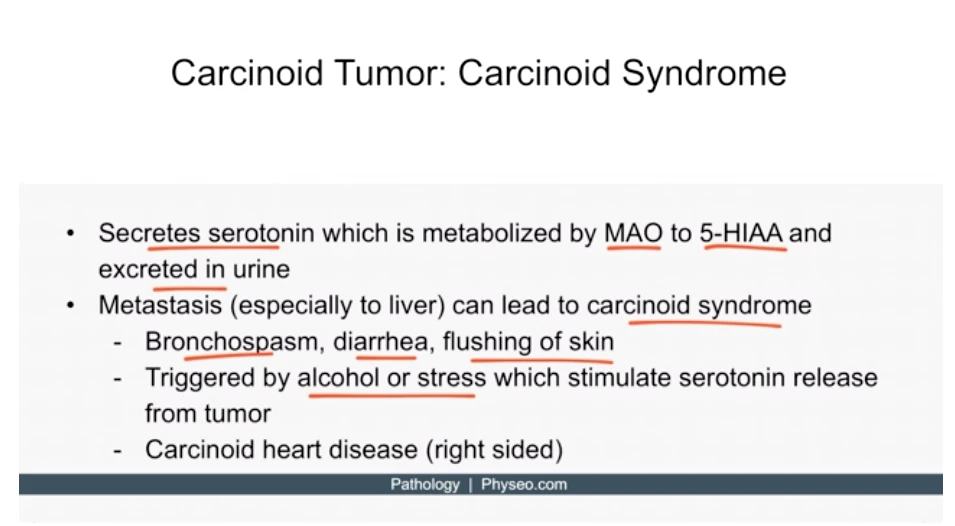 Carcinoid Tumor: Carcinoid Syndrome
• Secretes serotonin which is metabolized by MAO to 5-HIAA and
excreted in urine
• Metastasis (especially to liver) can lead to carcinoid syndrome
- Bronchospasm, diarrhea, flushing of skin
- Triggered by alcohol or stress which stimulate serotonin release
from tumor
- Carcinoid heart disease (right sided)
Pathology | Physeo.com